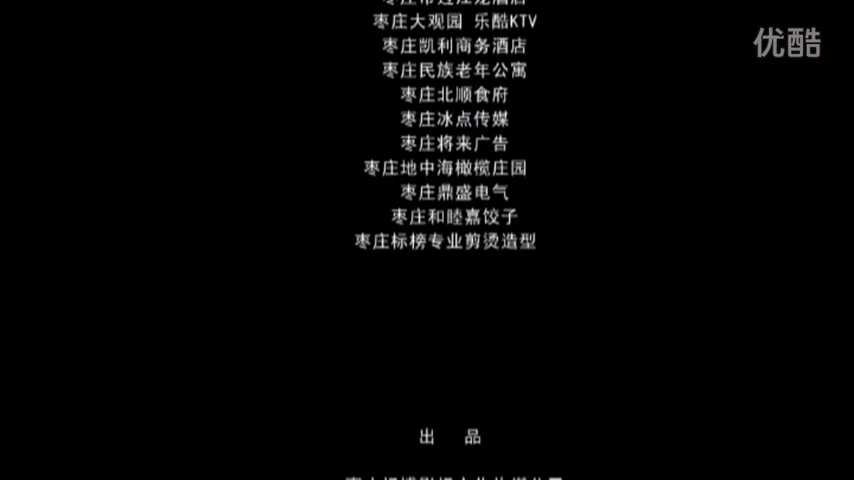 枣庄大观园 乐酷KTV
优酷
枣庄凯利商务酒店
枣庄民族老年公寓
枣庄北顺食府
枣庄冰点传媒
枣庄将来广告
枣庄地中海橄榄庄园
枣庄鼎盛电气
枣庄和睦嘉饺子
枣庄标榜专业剪烫造型
出 品